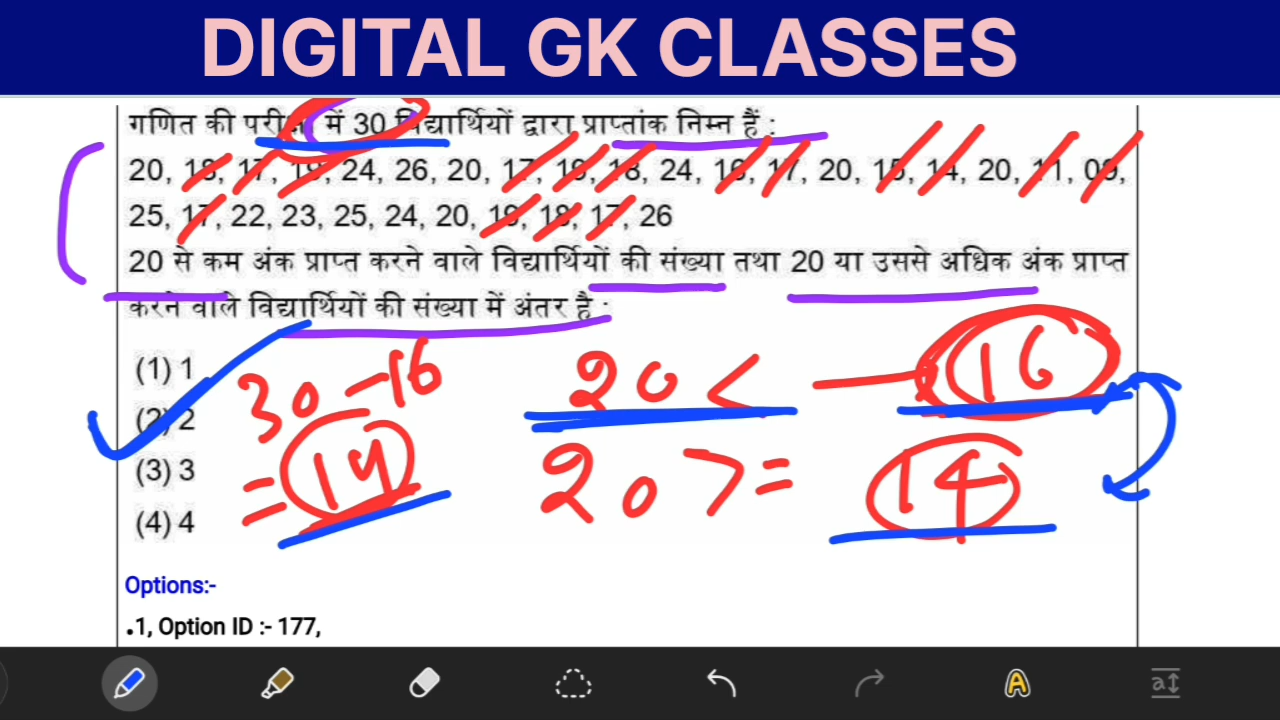 DIGITAL GK CLASSES
गणित की परीक्षा में 30 विद्यार्थियों द्वारा प्राप्तांक निम्न हैं :
20, 18, 17, 19, 24, 26, 20, 17, 18, 18, 24, 16, 17, 20, 15, 14, 20, 11, 09,
25, 17, 22, 23, 25, 24, 20, 18, 17, 26
20 से कम अंक प्राप्त करने वाले विद्यार्थियों की संख्या तथा 20 या उससे अधिक अंक प्राप्त
करने वाले विद्यार्थियों की संख्या में अंतर है :
(1) 1
(2) 2
(3) 3
(4) 4
30 - 16
= 14
20 < — 16
20 > = 14
Options:-
.1, Option ID :- 177,